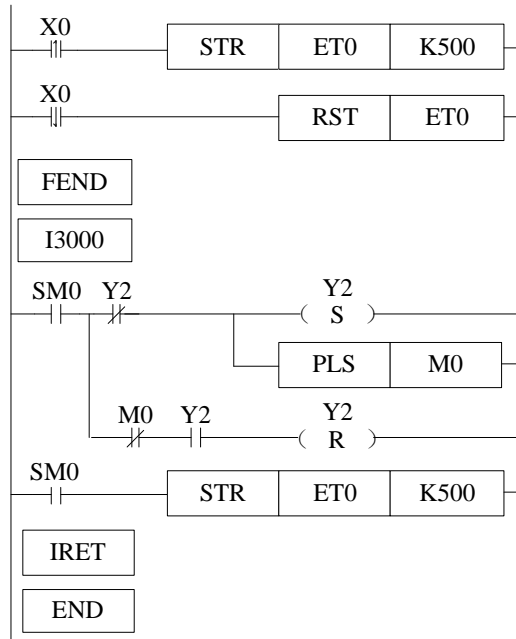 X0
STR ET0 K500
X0
RST ET0
FEND
I3000
SM0 Y2 Y2
S
PLS M0
M0 Y2 Y2
R
SM0
STR ET0 K500
IRET
END